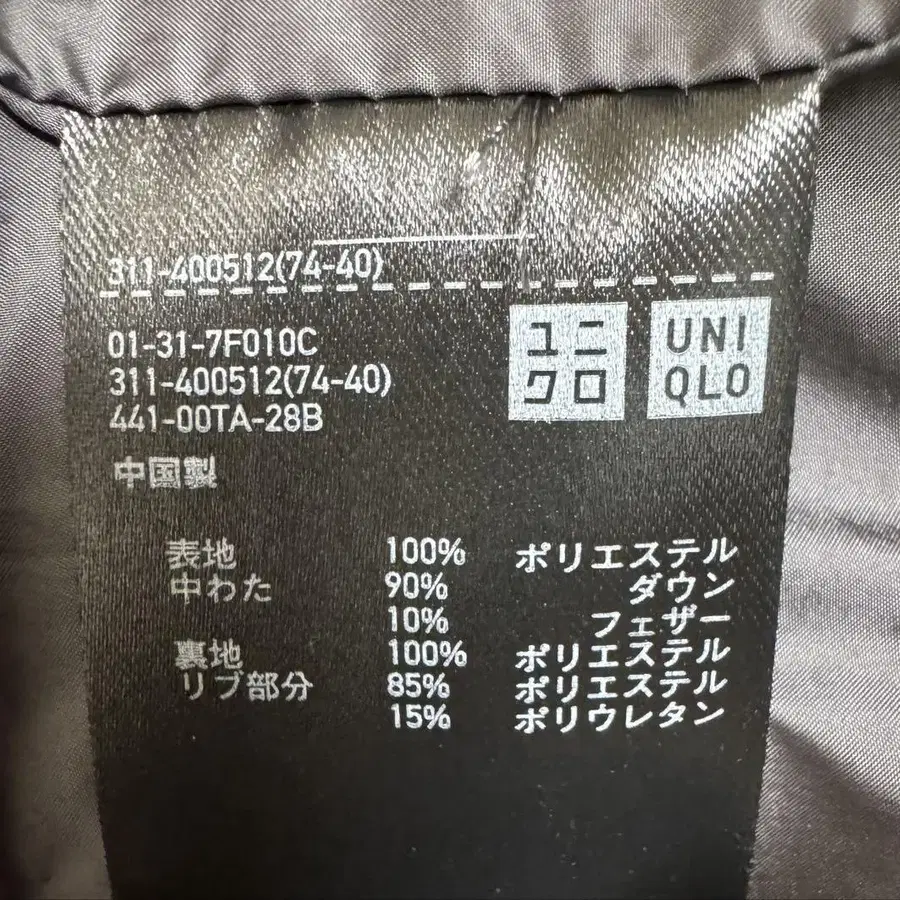 311-400512(74-40)
ユニ
クロ
UNI
QLO
01-31-7F010C
311-400512(74-40)
441-00TA-28B
中国製
表地 100% ポリエステル
中わた 90% ダウン
10% フェザー
裏地 100% ポリエステル
リブ部分 85% ポリエステル
15% ポリウレタン